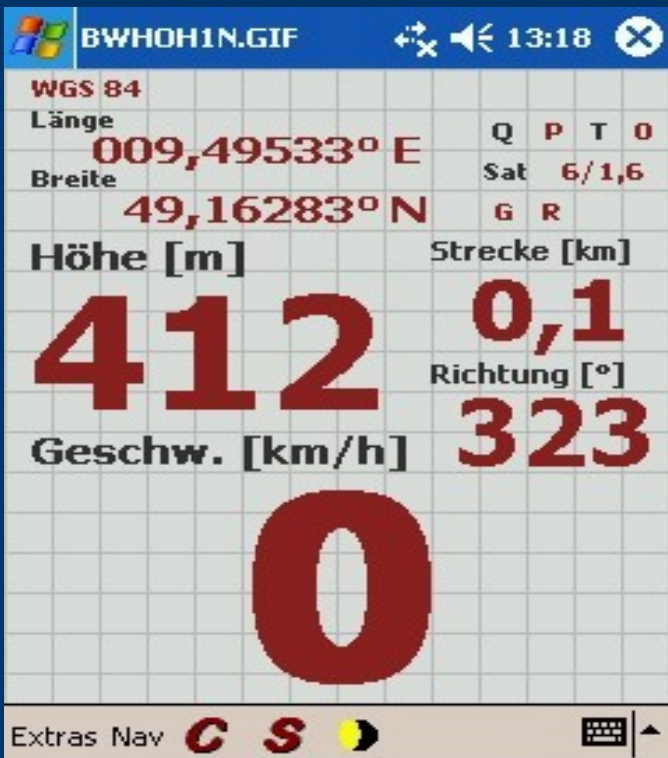 BWHOH1N.GIF 13:18
WGS 84
Länge
009,49533° E
Q P T 0
Breite
Sat 6/1,6
49,16283° N
G R
Höhe [m]
Strecke [km]
412
0,1
Richtung [°]
323
Geschw. [km/h]
0
Extras Nav C S